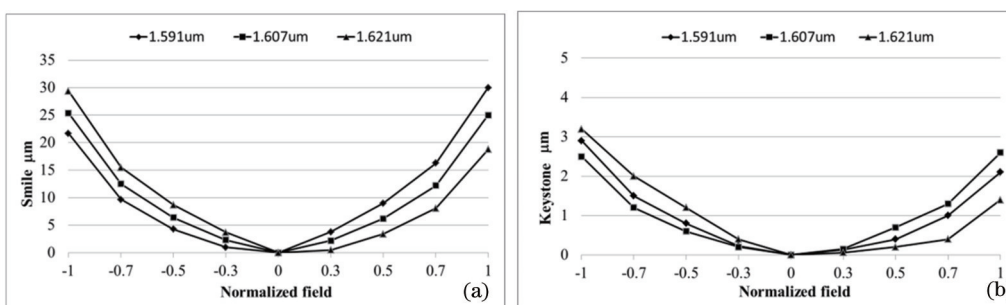 1.591um 1.607um 1.621um
35
30
25
20
15
10
5
0
Smile µm
-1 -0.7 -0.5 -0.3 0 0.3 0.5 0.7 1
Normalized field
(a)
1.591um 1.607um 1.621um
5
4
3
2
1
0
Keystone µm
-1 -0.7 -0.5 -0.3 0 0.3 0.5 0.7 1
Normalized field
(b)